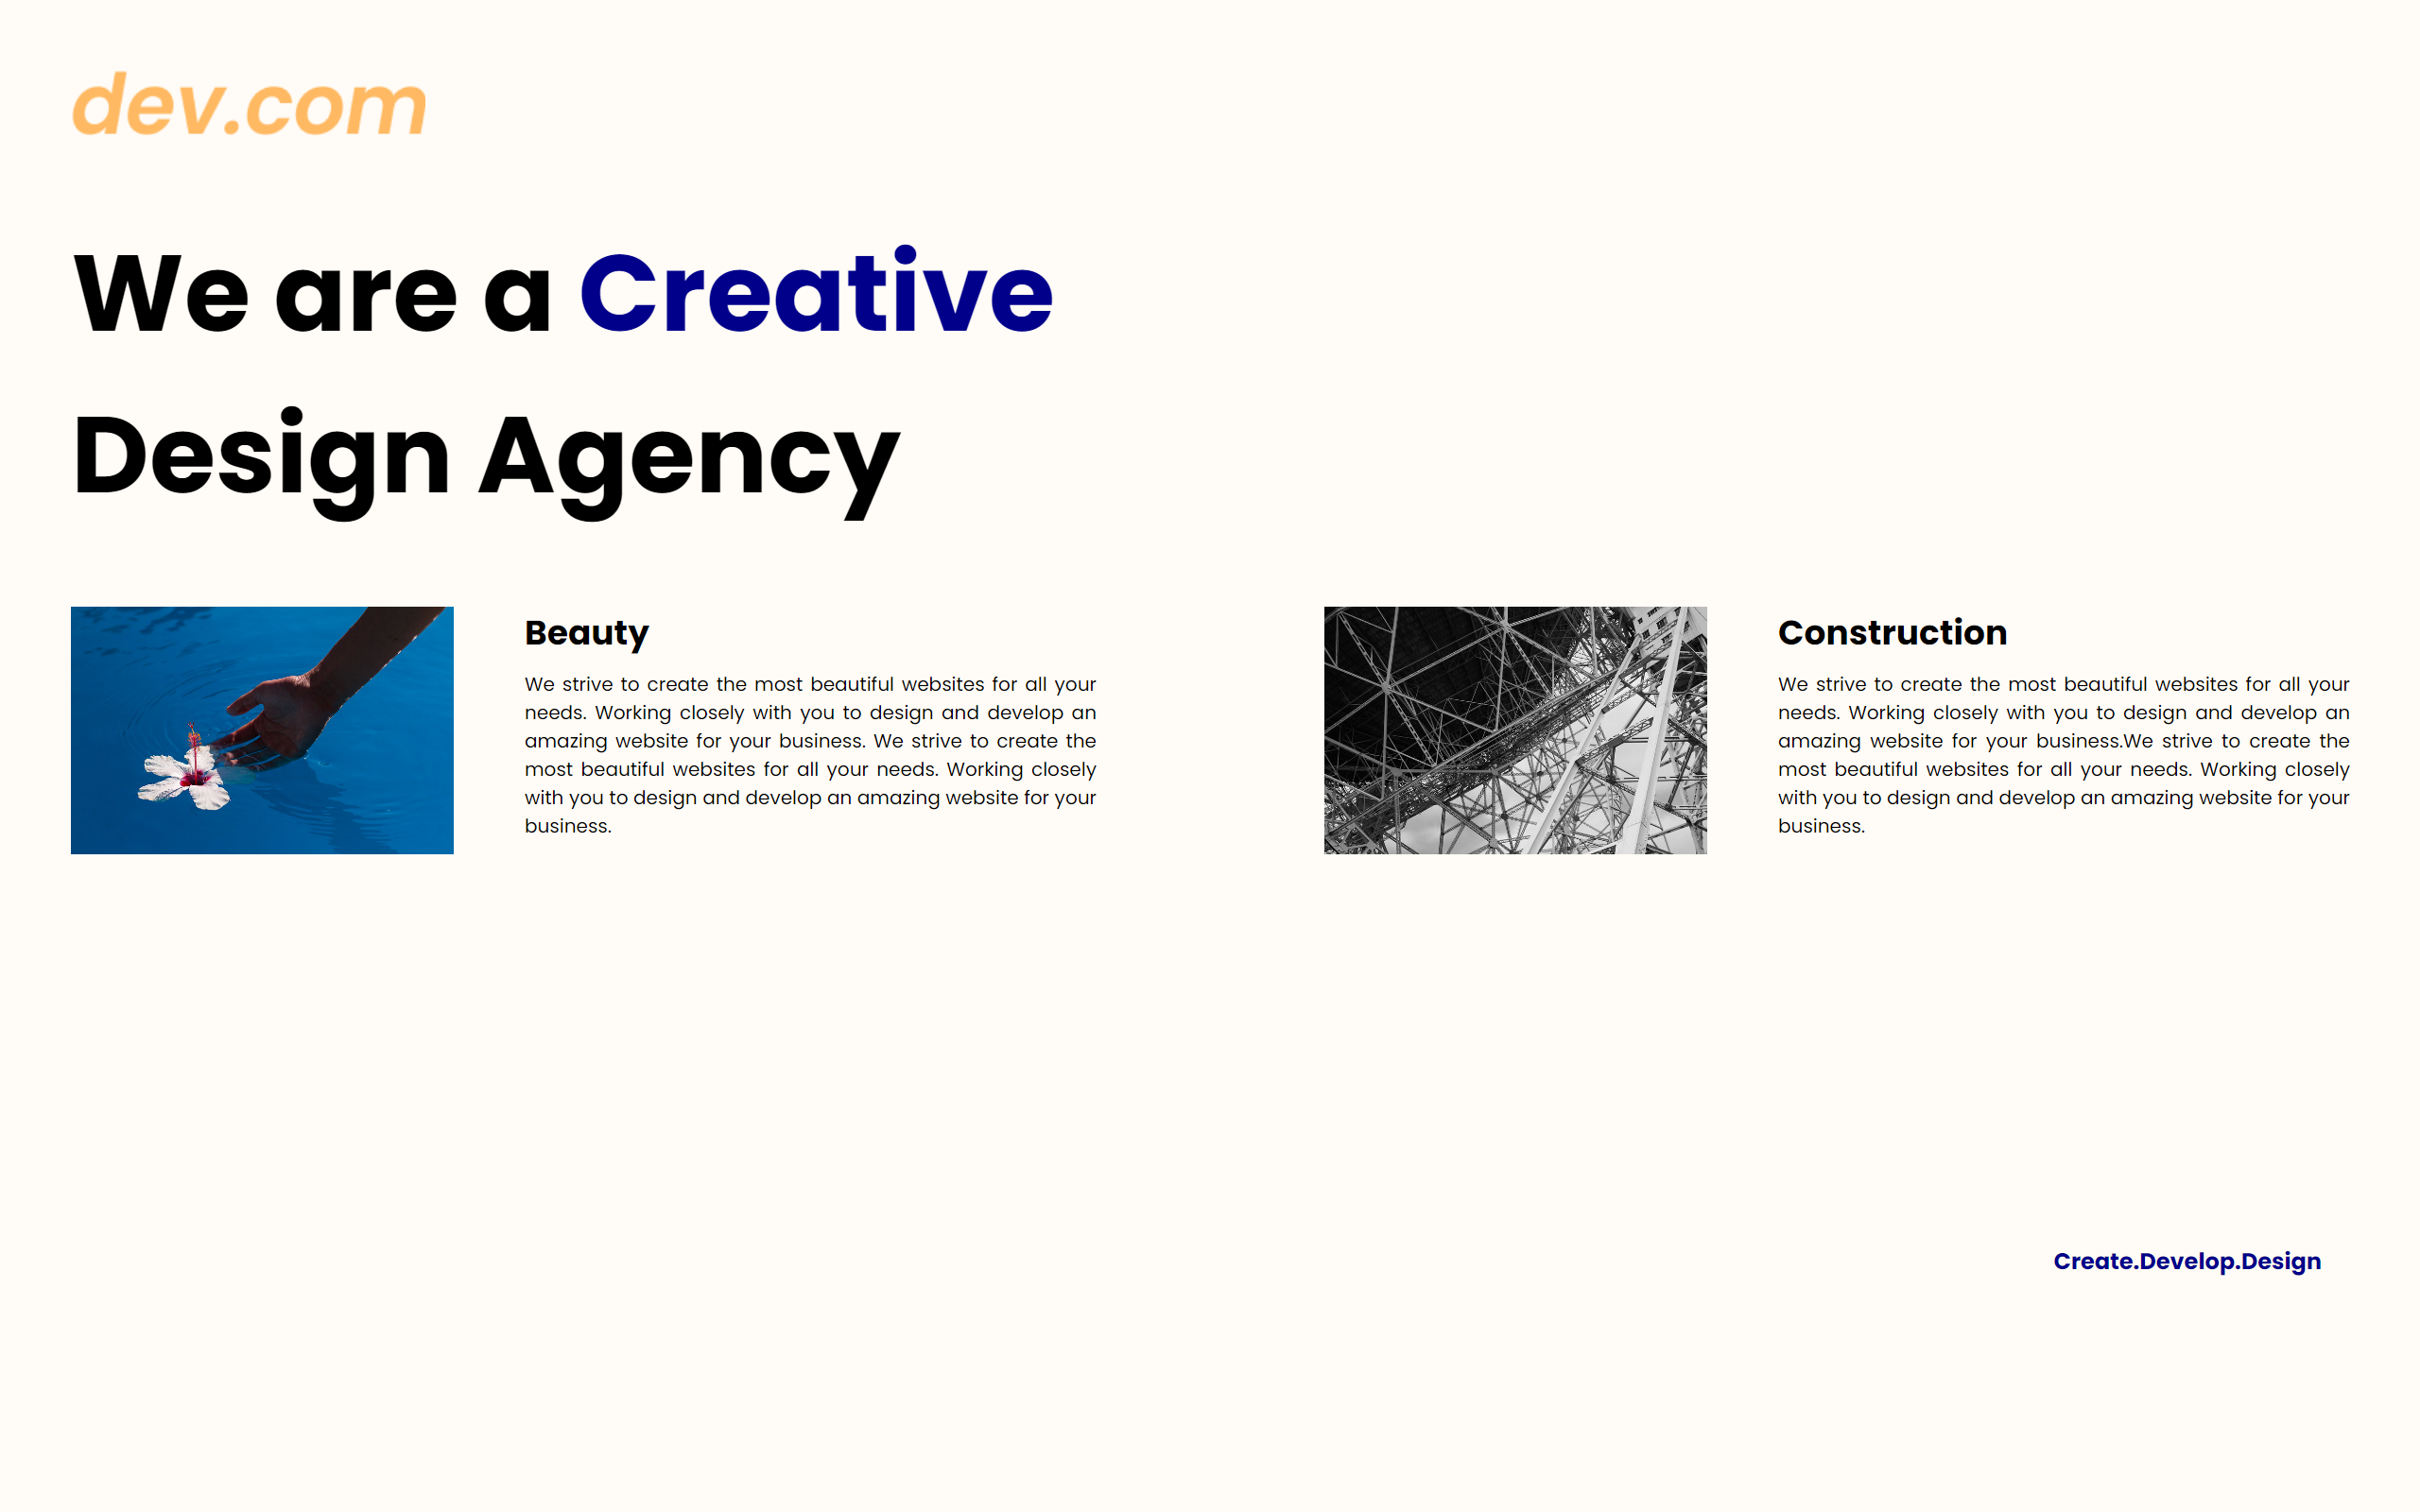 dev.com
We are a Creative
Design Agency
Beauty
We strive to create the most beautiful websites for all your
needs. Working closely with you to design and develop an
amazing website for your business. We strive to create the
most beautiful websites for all your needs. Working closely
with you to design and develop an amazing website for your
business.
Construction
We strive to create the most beautiful websites for all your
needs. Working closely with you to design and develop an
amazing website for your business.We strive to create the
most beautiful websites for all your needs. Working closely
with you to design and develop an amazing website for your
business.
Create.Develop.Design